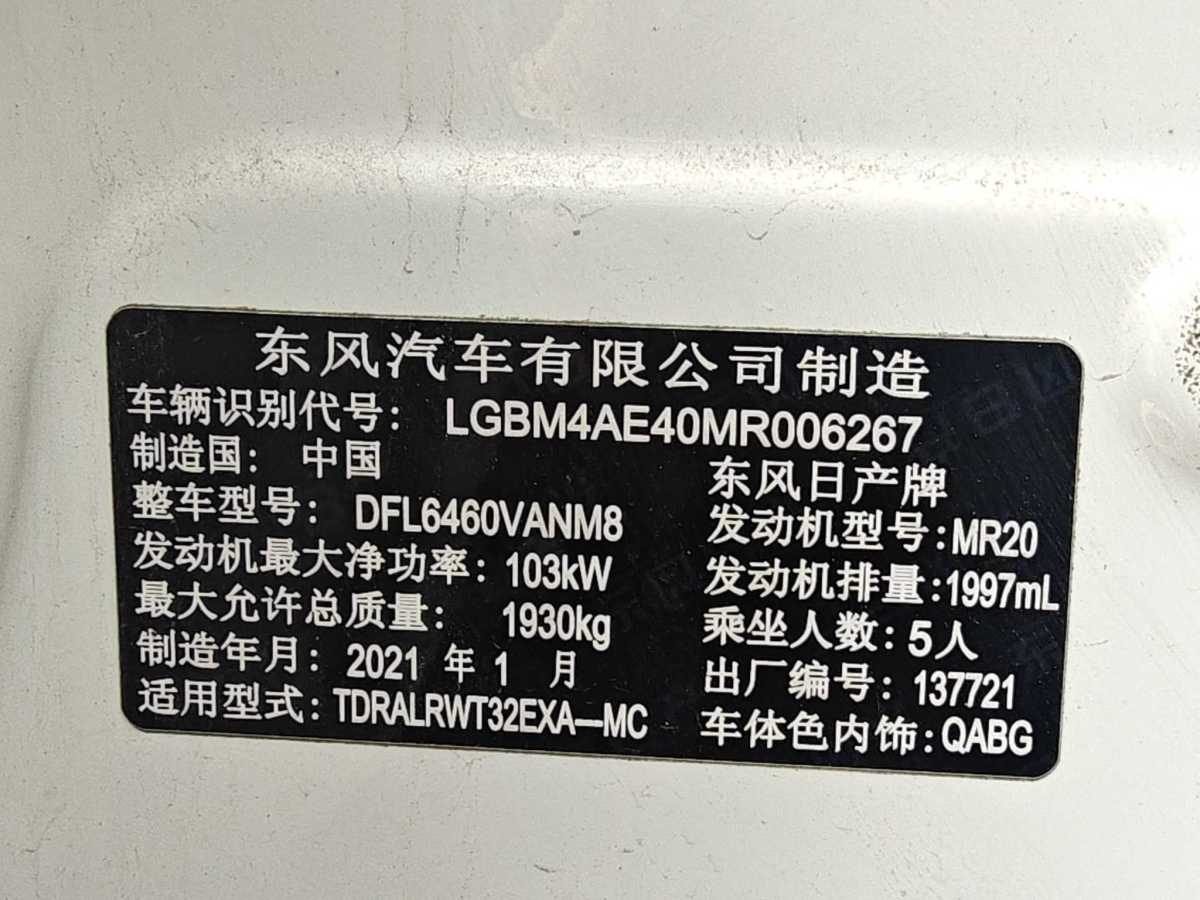 东风汽车有限公司制造
车辆识别代号: LGBM4AE40MR006267
制造国: 中国 东风日产牌
整车型号: DFL6460VANM8 发动机型号:MR20
发动机最大净功率: 103kW 发动机排量:1997mL
最大允许总质量: 1930kg 乘坐人数: 5人
制造年月: 2021 年 1 月 出厂编号: 137721
适用型式: TDRALRWT32EXA—MC 车体色内饰:QABG